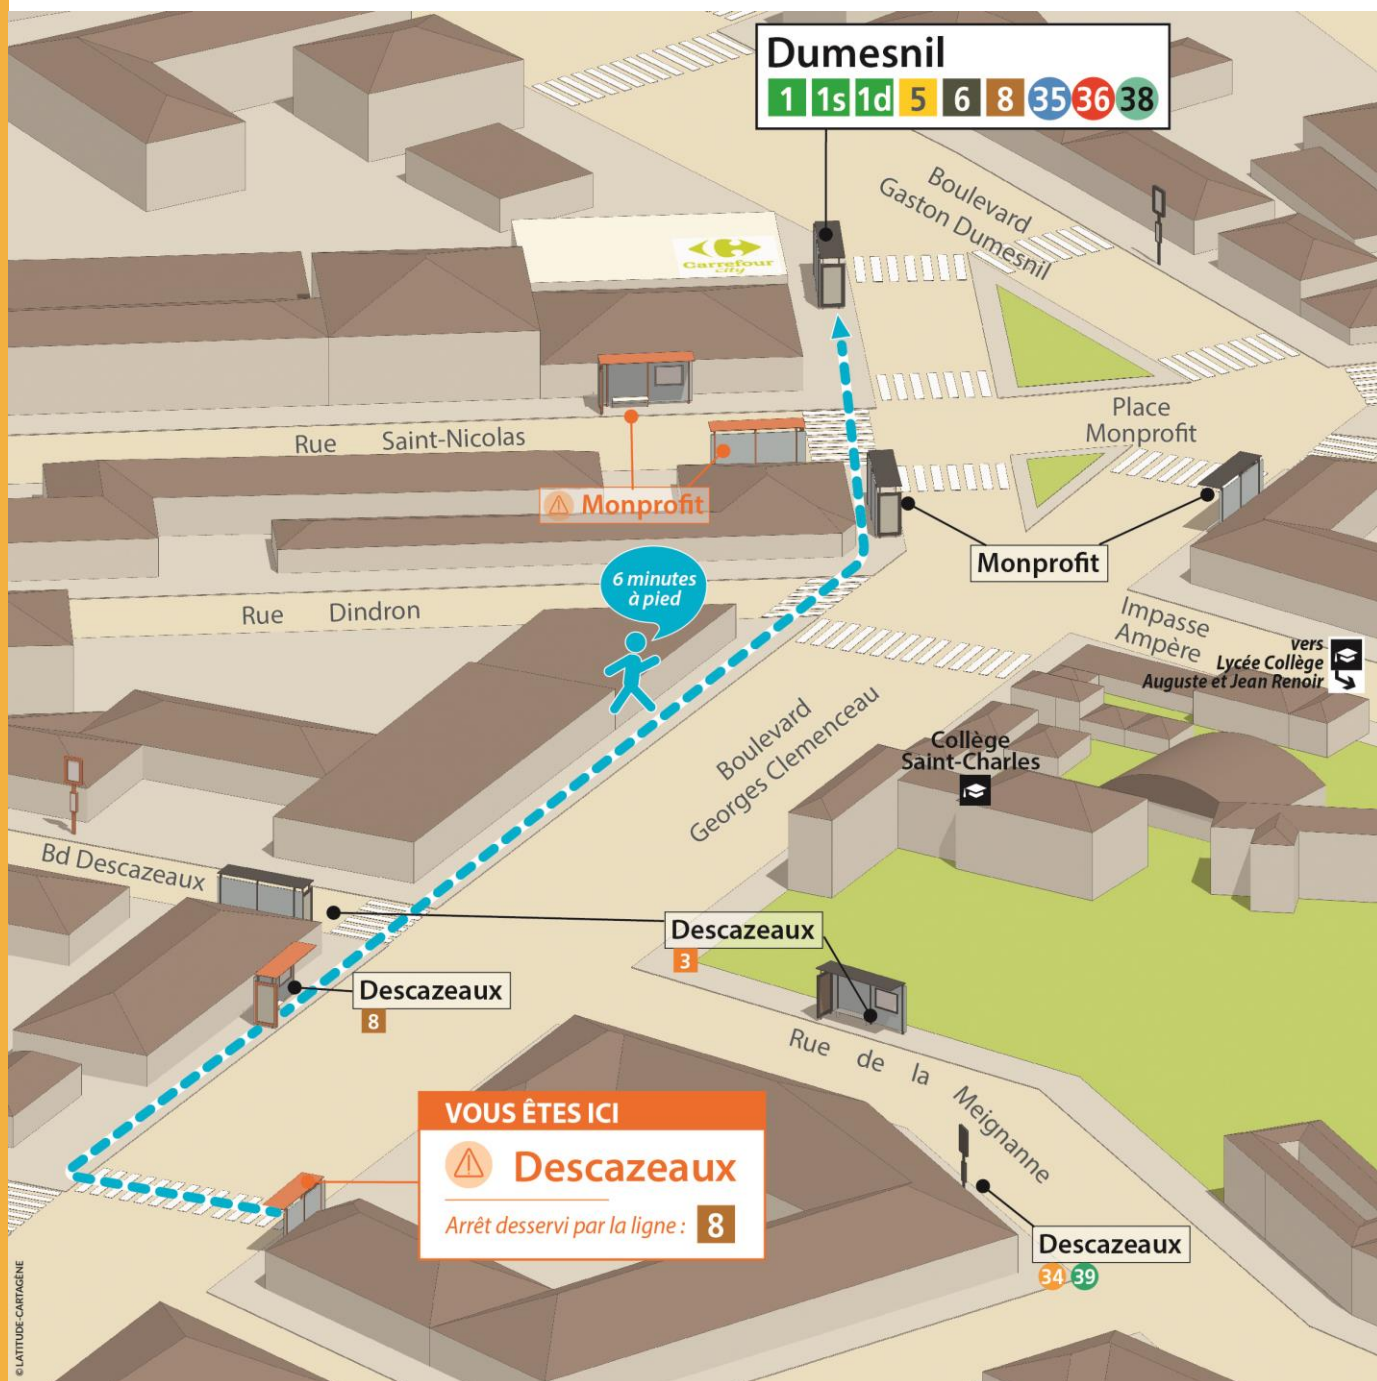 Dumesnil
1 1s 1d 5 6 8 35 36 38
Boulevard
Gaston Dumesnil
Carrefour
city
Place
Monprofit
Rue Saint-Nicolas
Monprofit
Monprofit
6 minutes
à pied
Rue Dindron
Impasse
Ampère
vers
Lycée Collège
Auguste et Jean Renoir
Boulevard
Georges Clemenceau
Collège
Saint-Charles
Bd Descazeaux
Descazeaux
3
Descazeaux
8
Rue de la Meignanne
VOUS ÊTES ICI
Descazeaux
Arrêt desservi par la ligne : 8
Descazeaux
34 39
© LATITUDE-CARTAGÈNE